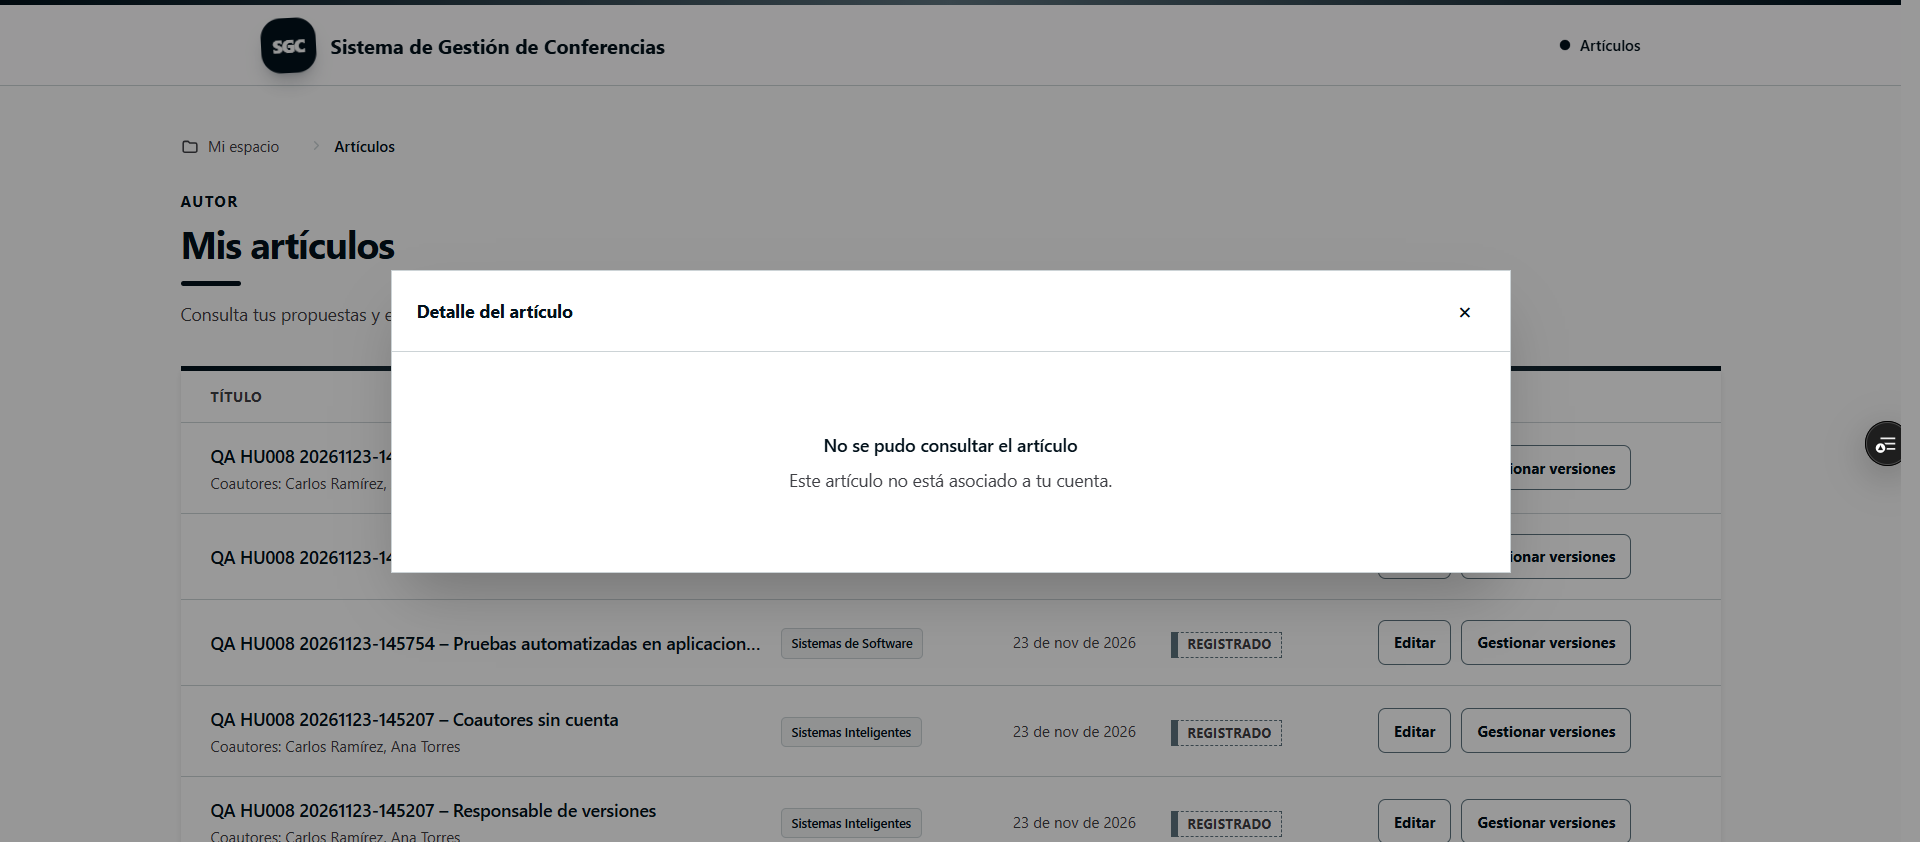 SGC Sistema de Gestión de Conferencias
Artículos
Mi espacio
Artículos
AUTOR
Mis artículos
Consulta tus propuestas y
Detalle del artículo
×
No se pudo consultar el artículo
Este artículo no está asociado a tu cuenta.
TÍTULO
QA HU008 20261123-14
Coautores: Carlos Ramírez,
ionar versiones
QA HU008 20261123-14
ionar versiones
QA HU008 20261123-145754 – Pruebas automatizadas en aplicacion...
Sistemas de Software
23 de nov de 2026
REGISTRADO
Editar
Gestionar versiones
QA HU008 20261123-145207 – Coautores sin cuenta
Coautores: Carlos Ramírez, Ana Torres
Sistemas Inteligentes
23 de nov de 2026
REGISTRADO
Editar
Gestionar versiones
QA HU008 20261123-145207 – Responsable de versiones
Coautores: Carlos Ramírez, Ana Torres
Sistemas Inteligentes
23 de nov de 2026
REGISTRADO
Editar
Gestionar versiones